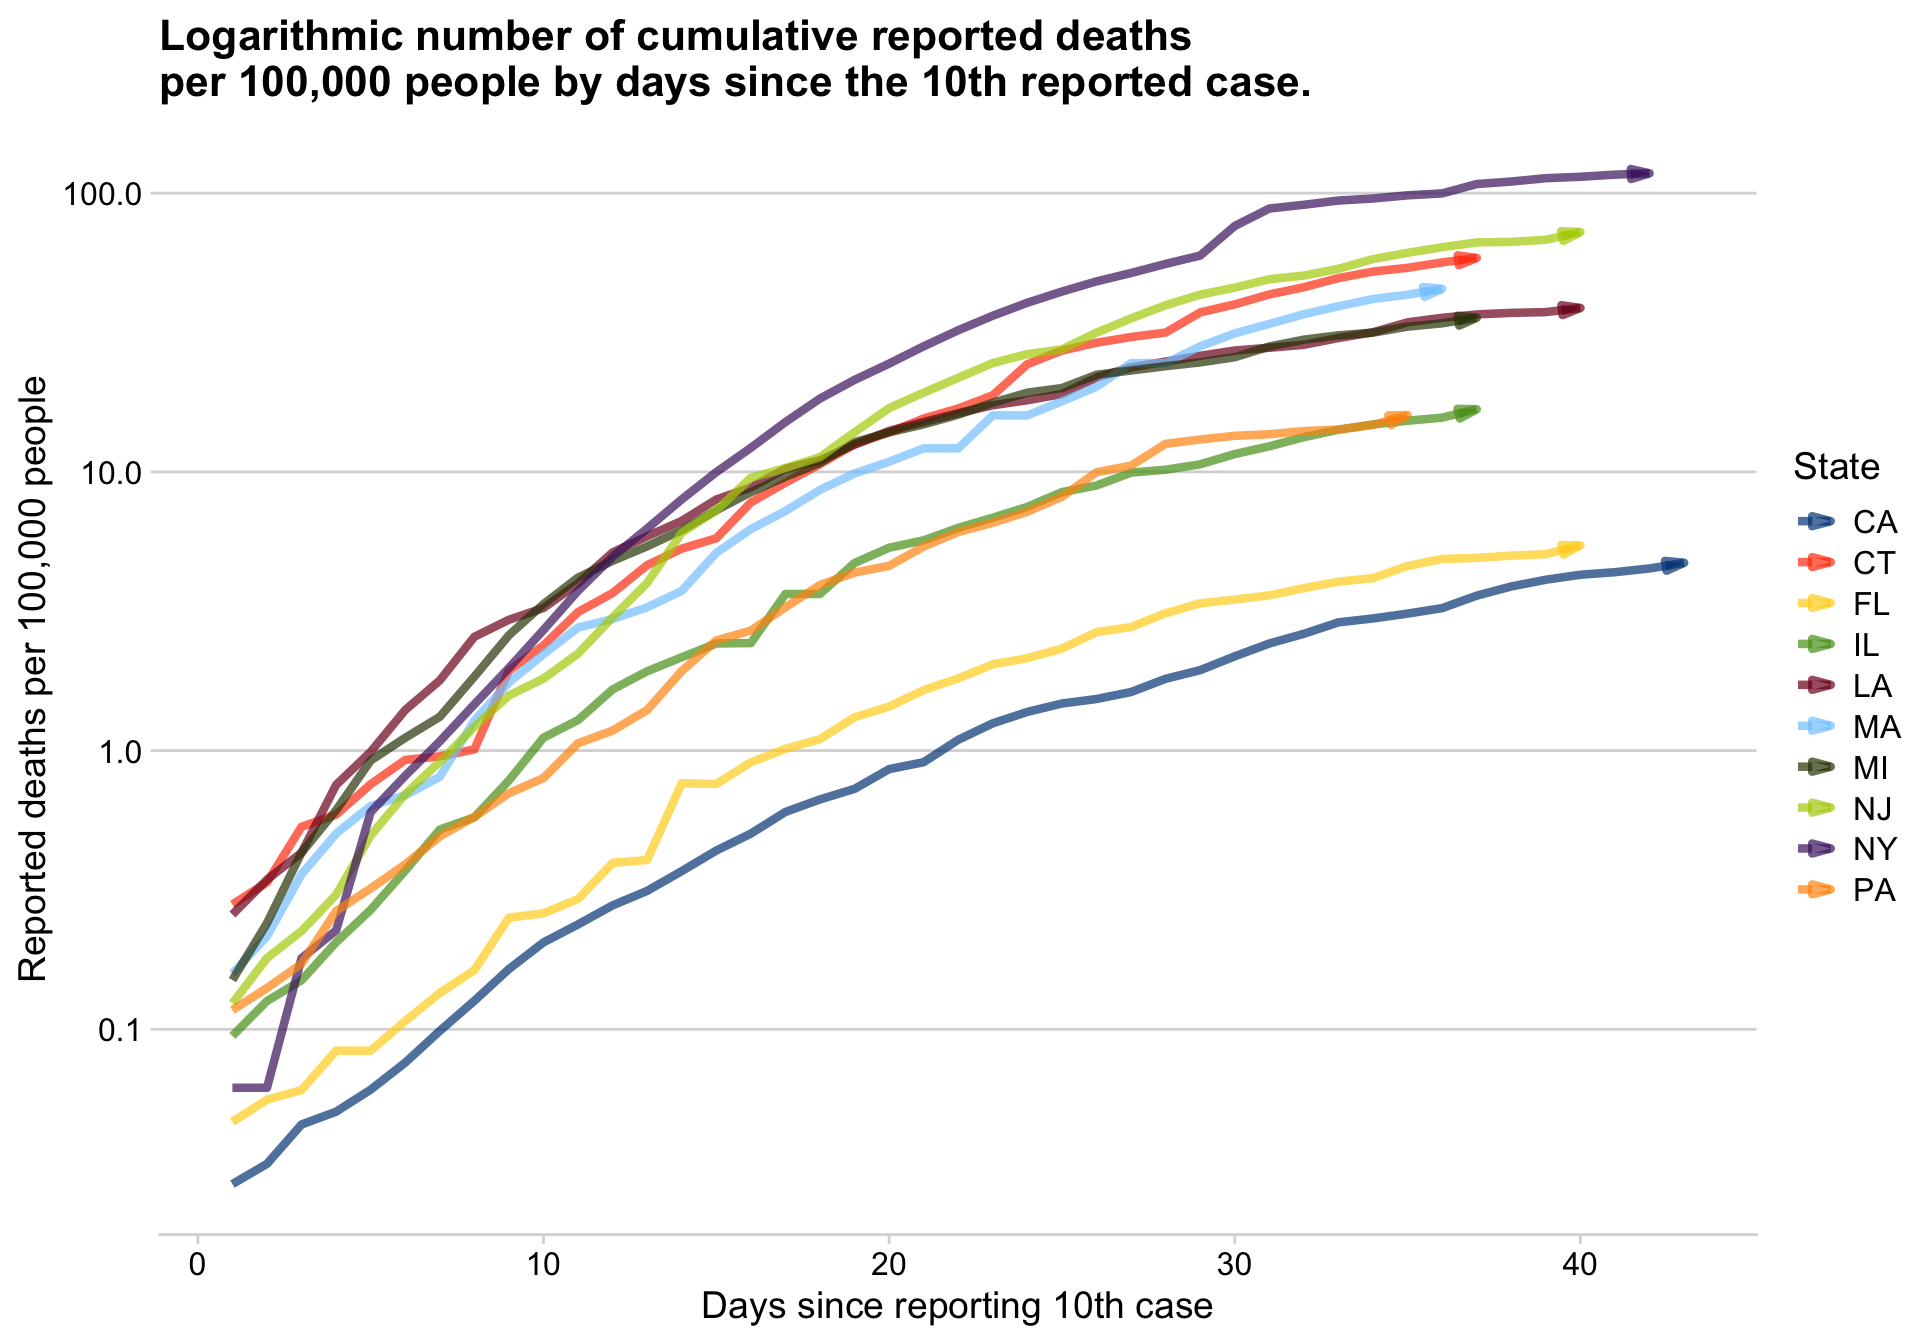 Logarithmic number of cumulative reported deaths
per 100,000 people by days since the 10th reported case.
Reported deaths per 100,000 people
100.0
10.0
1.0
0.1
0
10
20
30
40
Days since reporting 10th case
State
CA
CT
FL
IL
LA
MA
MI
NJ
NY
PA